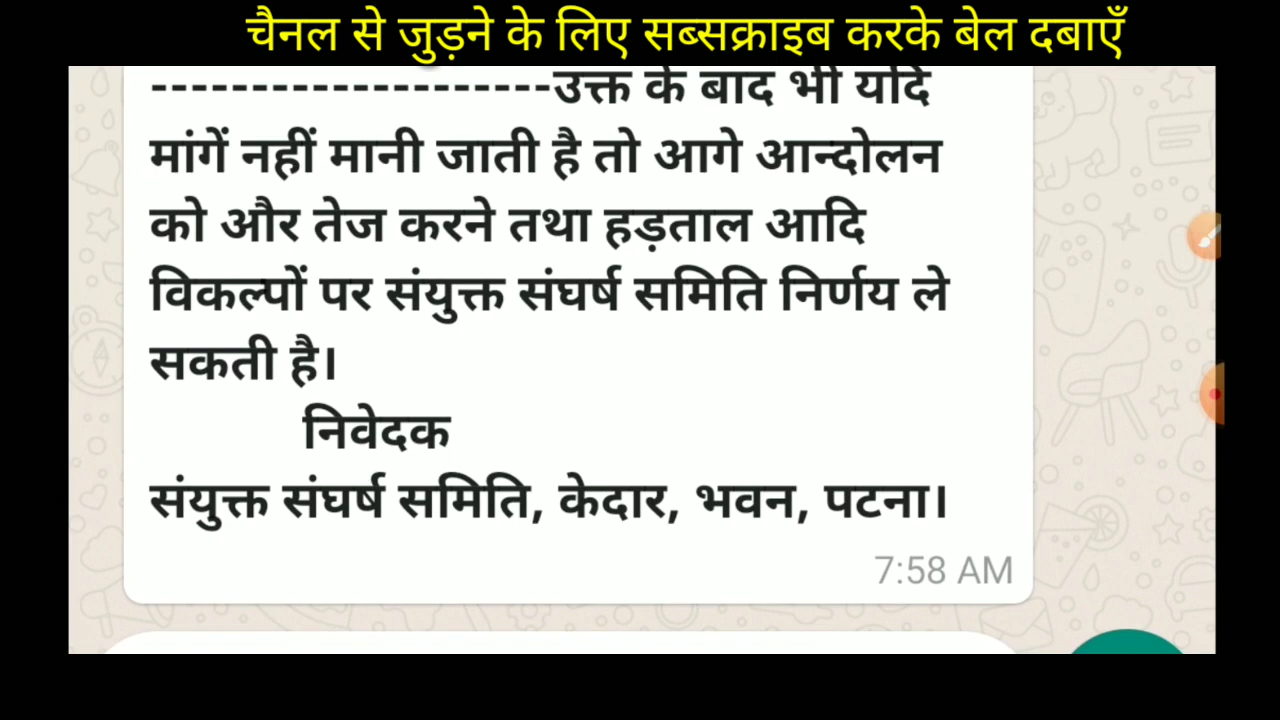 चैनल से जुड़ने के लिए सब्सक्राइब करके बेल दबाएँ
--------------------उक्त के बाद भी यदि
मांगें नहीं मानी जाती है तो आगे आन्दोलन
को और तेज करने तथा हड़ताल आदि
विकल्पों पर संयुक्त संघर्ष समिति निर्णय ले
सकती है।
निवेदक
संयुक्त संघर्ष समिति, केदार, भवन, पटना।
7:58 AM